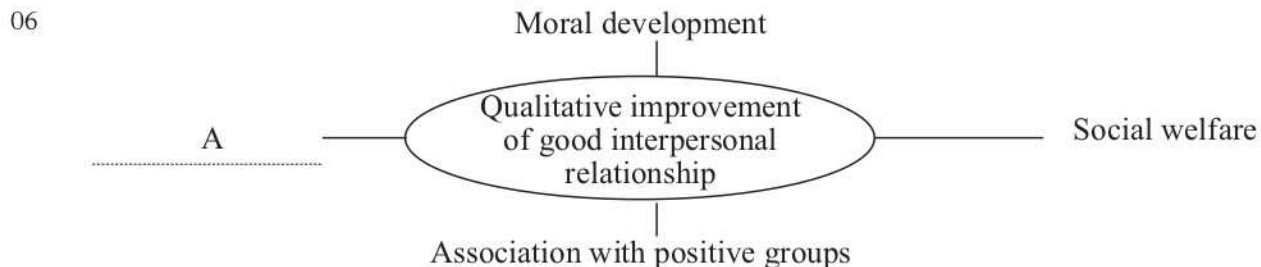 06
Moral development
Qualitative improvement
of good interpersonal
relationship
A
Social welfare
Association with positive groups